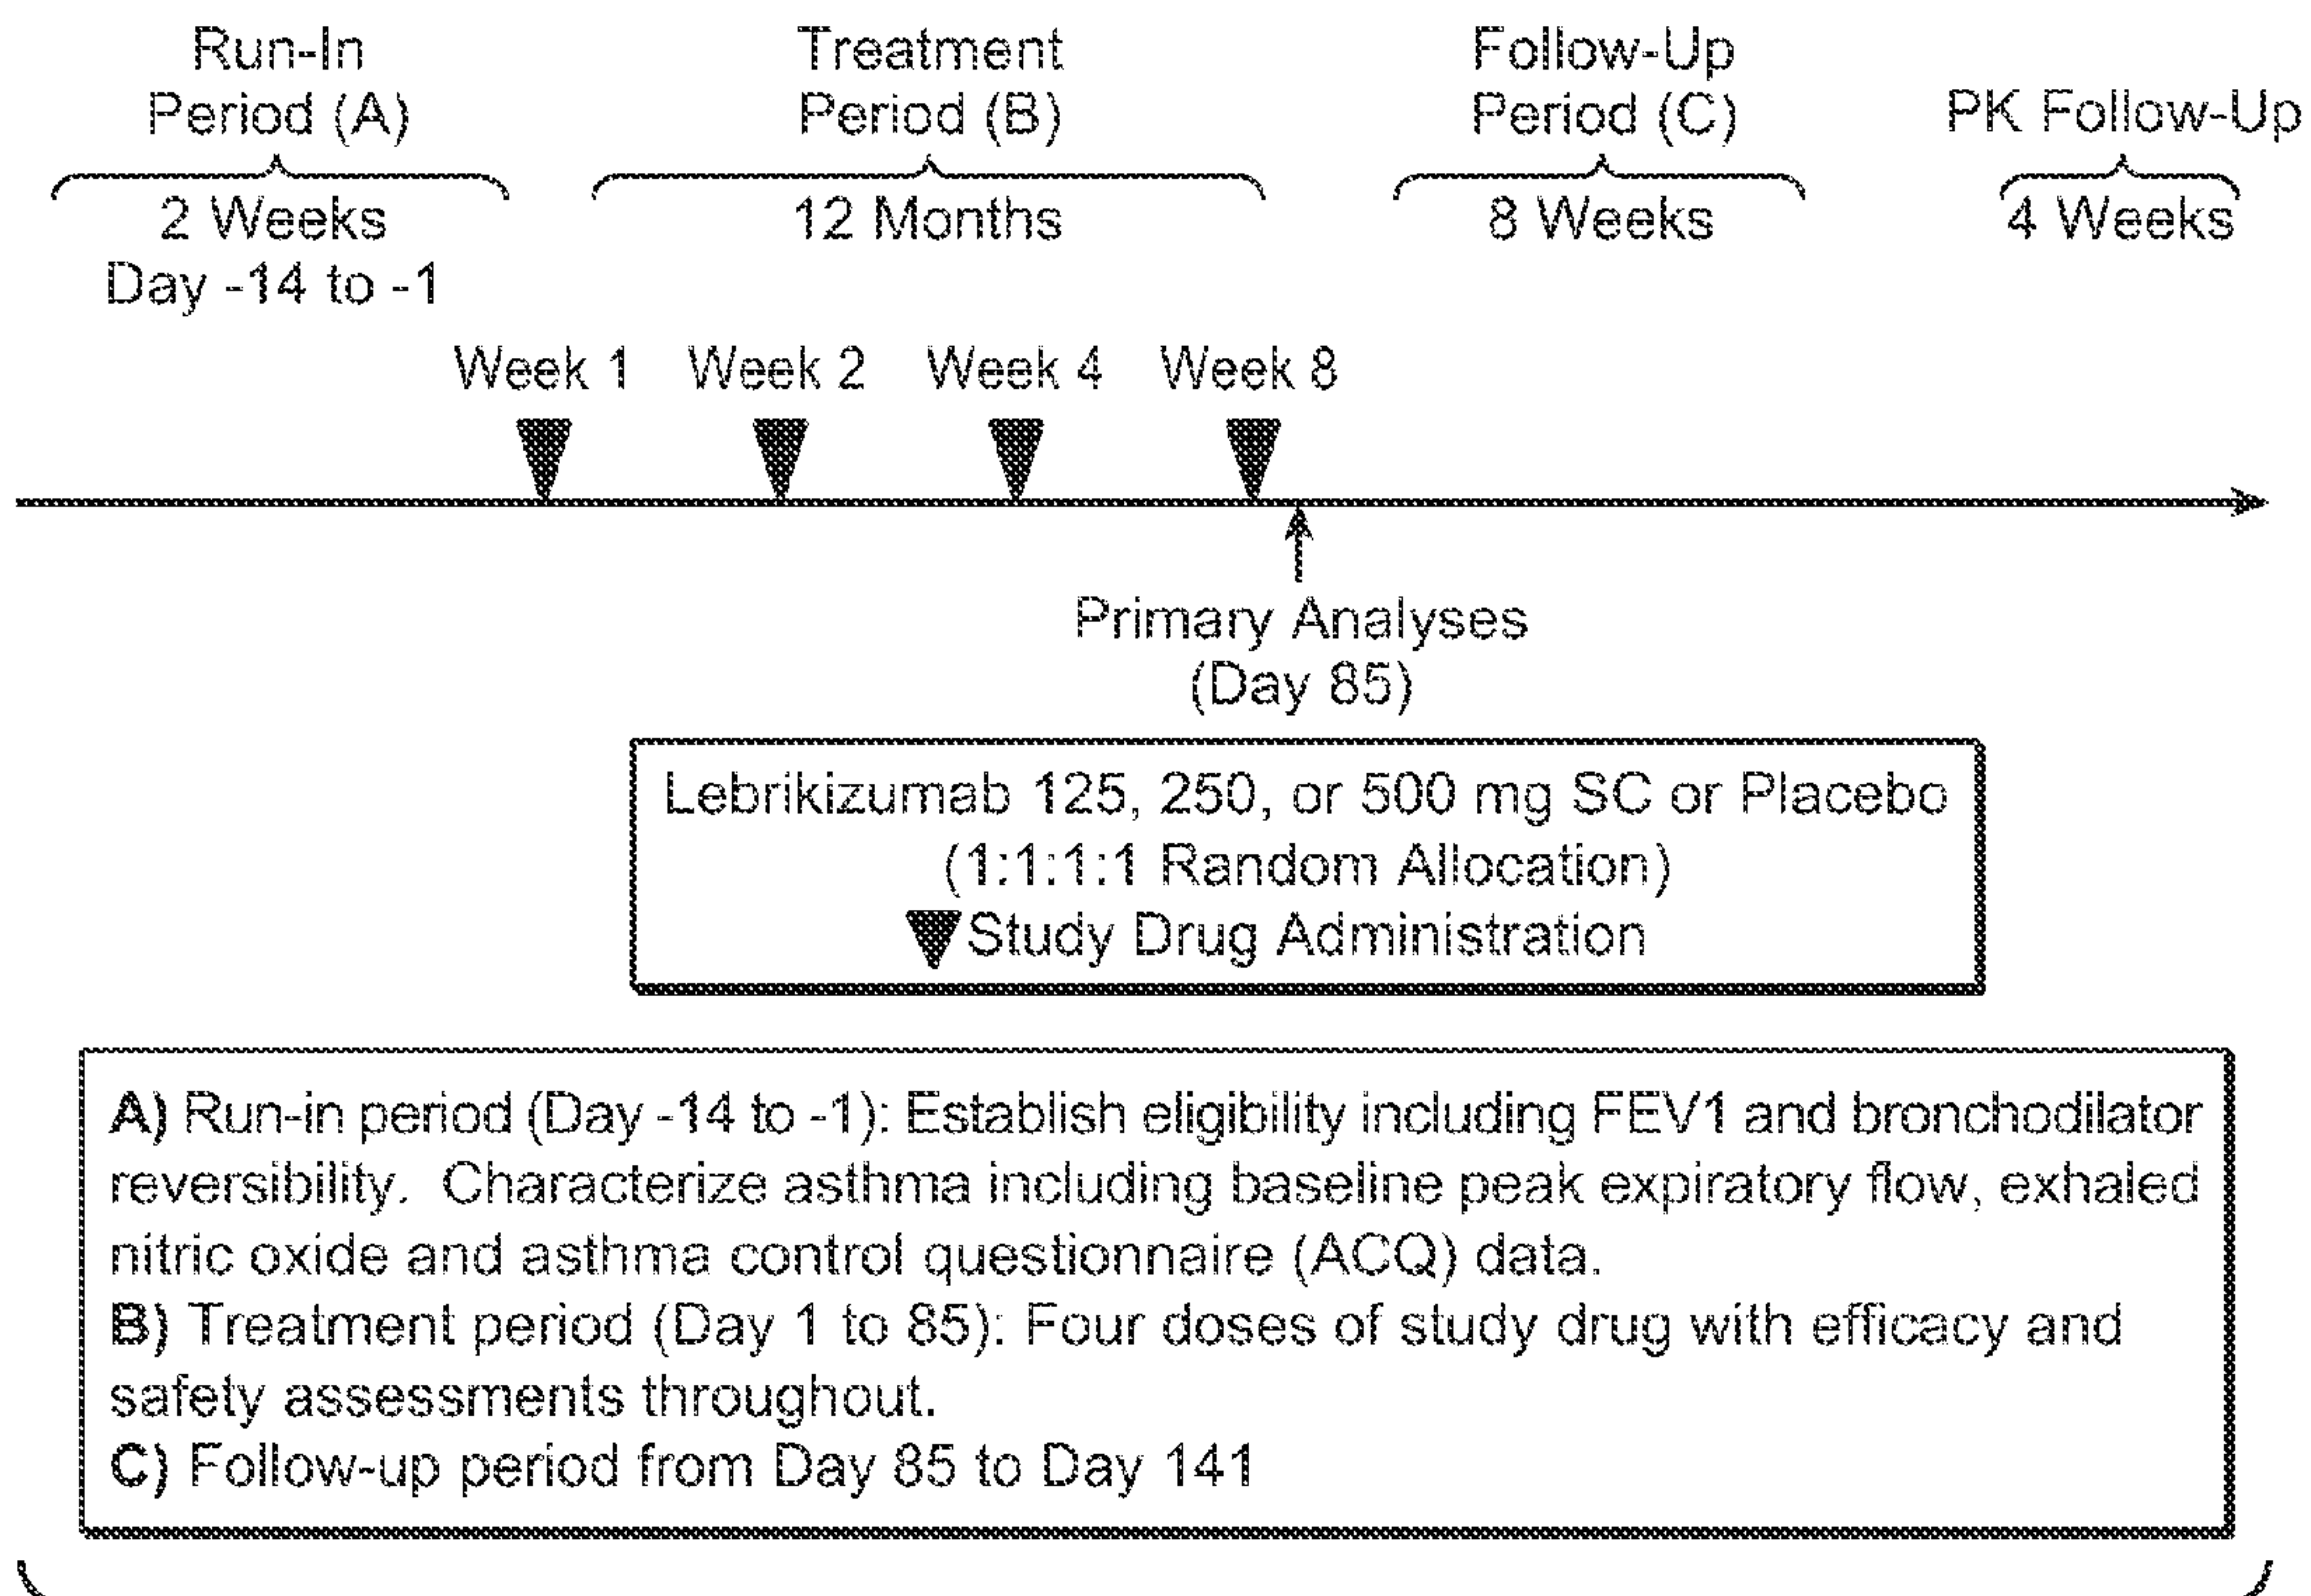 Run-In
Period (A)
2 Weeks
Day -14 to -1
Treatment
Period (B)
12 Months
Follow-Up
Period (C)
8 Weeks
PK Follow-Up
4 Weeks
Week 1 Week 2 Week 4 Week 8
Primary Analyses
(Day 85)
Lebrikizumab 125, 250, or 500 mg SC or Placebo
(1:1:1:1 Random Allocation)
▼Study Drug Administration
A) Run-in period (Day -14 to -1): Establish eligibility including FEV1 and bronchodilator
reversibility. Characterize asthma including baseline peak expiratory flow, exhaled
nitric oxide and asthma control questionnaire (ACQ) data.
B) Treatment period (Day 1 to 85): Four doses of study drug with efficacy and
safety assessments throughout.
C) Follow-up period from Day 85 to Day 141